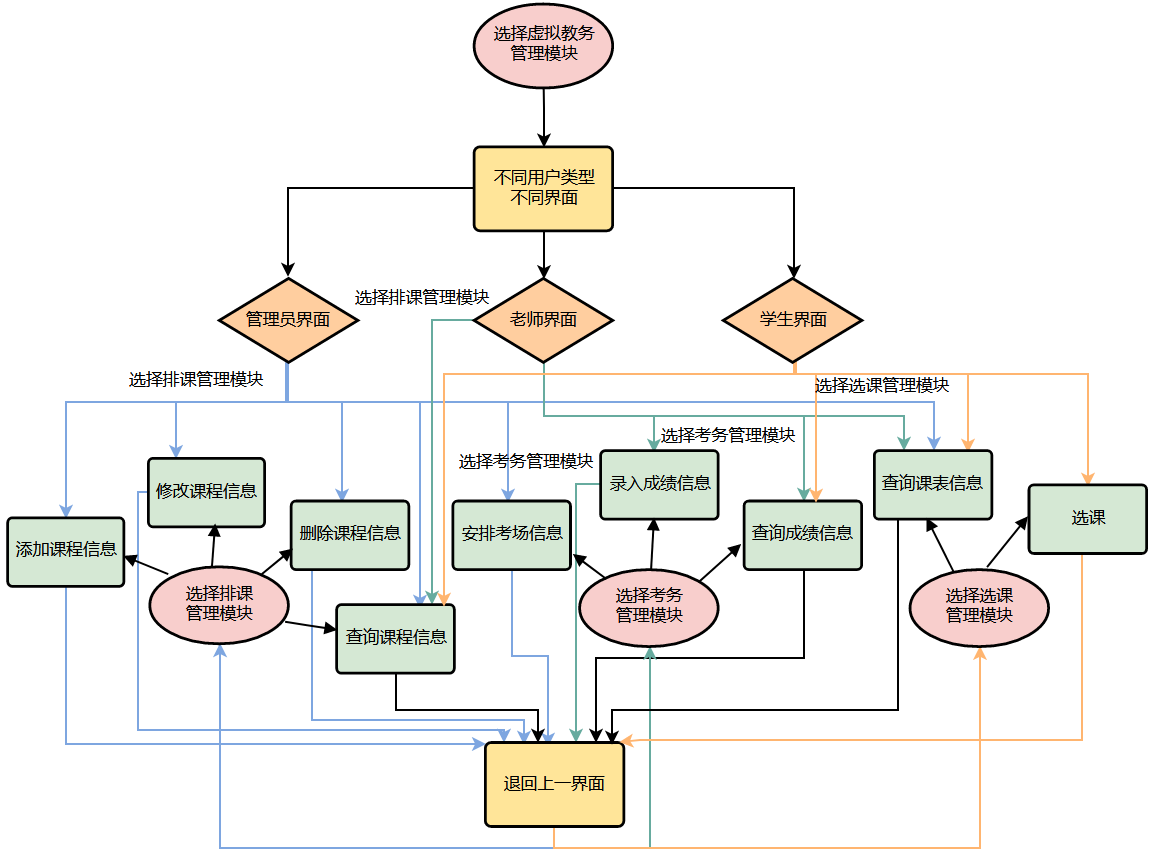 选择虚拟教务
管理模块
不同用户类型
不同界面
选择排课管理模块
管理员界面
老师界面
学生界面
选择排课管理模块
选择选课管理模块
选择考务管理模块
选择考务管理模块
修改课程信息
录入成绩信息
查询课表信息
添加课程信息
删除课程信息
安排考场信息
查询成绩信息
选课
选择排课
管理模块
查询课程信息
选择考务
管理模块
选择选课
管理模块
退回上一界面